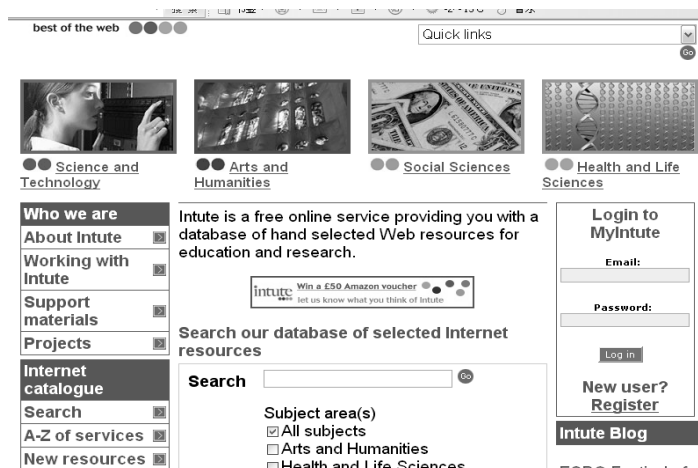 best of the web
Quick links
Go
Science and
Technology
Arts and
Humanities
Social Sciences
Health and Life
Sciences
Who we are
About Intute
Working with
Intute
Support
materials
Projects
Internet
catalogue
Search
A-Z of services
New resources
Intute is a free online service providing you with a
database of hand selected Web resources for
education and research.
intute Win a £50 Amazon voucher
let us know what you think of Intute
Search our database of selected Internet
resources
Search
Go
Subject area(s)
All subjects
Arts and Humanities
Health and Life Sciences
Login to
MyIntute
Email:
Password:
Log in
New user?
Register
Intute Blog